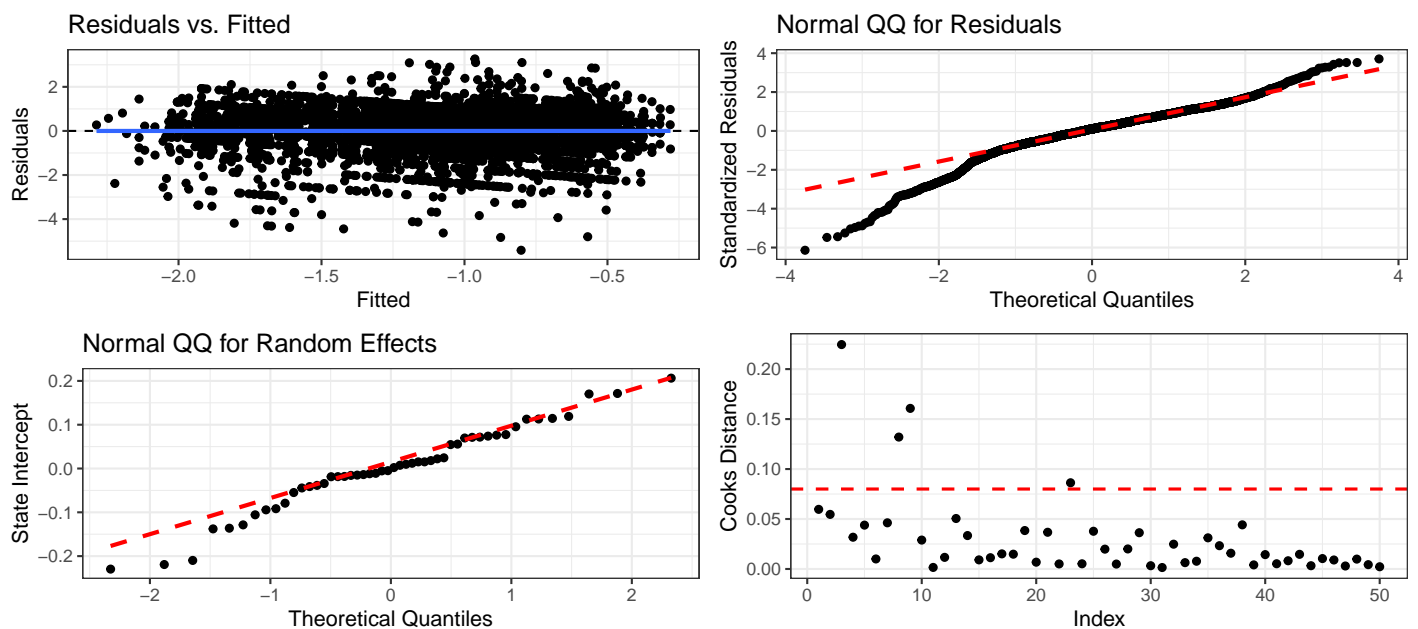 Residuals vs. Fitted
Residuals
2
0
−2
−4
−2.0 −1.5 −1.0 −0.5
Fitted
Normal QQ for Residuals
Standardized Residuals
4
2
0
−2
−4
−6
−4 −2 0 2 4
Theoretical Quantiles
Normal QQ for Random Effects
State Intercept
0.2
0.1
0.0
−0.1
−0.2
−2 −1 0 1 2
Theoretical Quantiles
Cooks Distance
0.20
0.15
0.10
0.05
0.00
0 10 20 30 40 50
Index